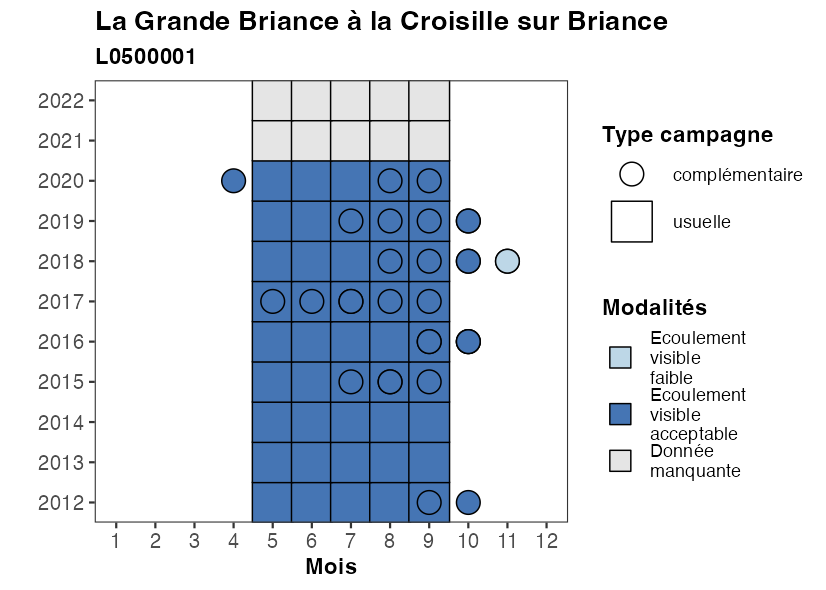 La Grande Briance à la Croisille sur Briance
L0500001
2022
2021
2020
2019
2018
2017
2016
2015
2014
2013
2012
1 2 3 4 5 6 7 8 9 10 11 12
Mois
Type campagne
complémentaire
usuelle
Modalités
Ecoulement
visible
faible
Ecoulement
visible
acceptable
Donnée
manquante